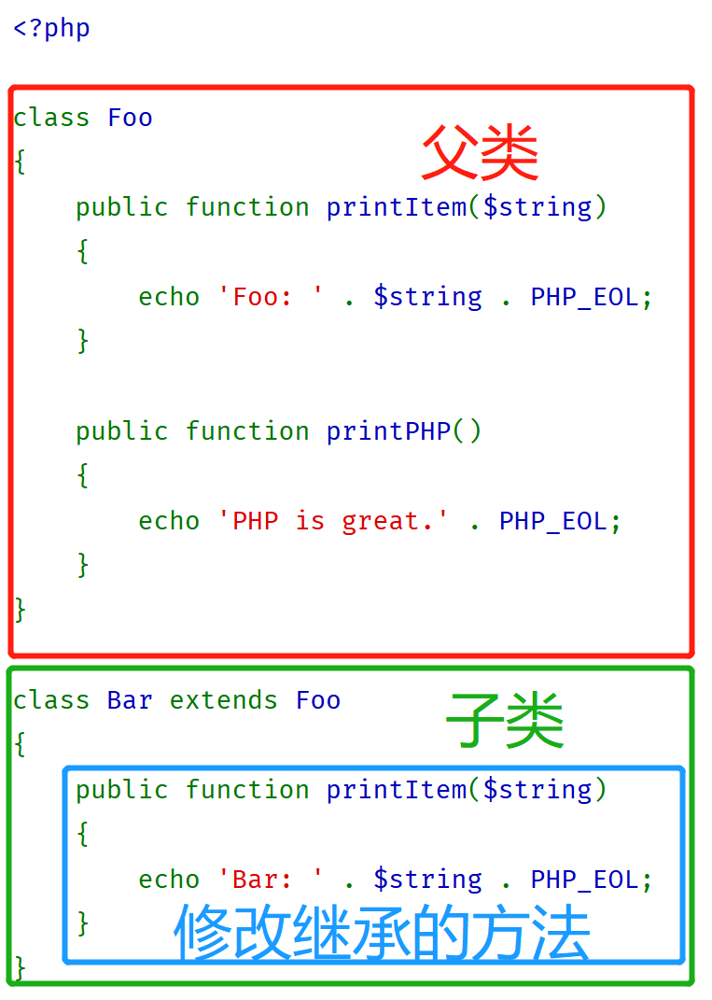 <?php
class Foo
父类
{
    public function printItem($string)
    {
        echo 'Foo: ' . $string . PHP_EOL;
    }
    public function printPHP()
    {
        echo 'PHP is great.' . PHP_EOL;
    }
}
class Bar extends Foo
子类
{
    public function printItem($string)
    {
        echo 'Bar: ' . $string . PHP_EOL;
    }
修改继承的方法
}